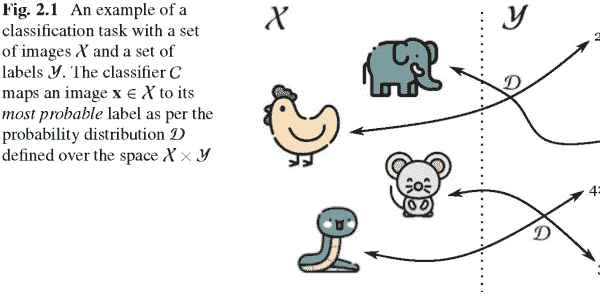 Fig. 2.1 An example of a
classification task with a set
of images 𝒳 and a set of
labels 𝒴. The classifier C
maps an image x ∈ 𝒳 to its
most probable label as per the
probability distribution 𝒟
defined over the space 𝒳 × 𝒴
𝒳
𝒴
𝒟
𝒟